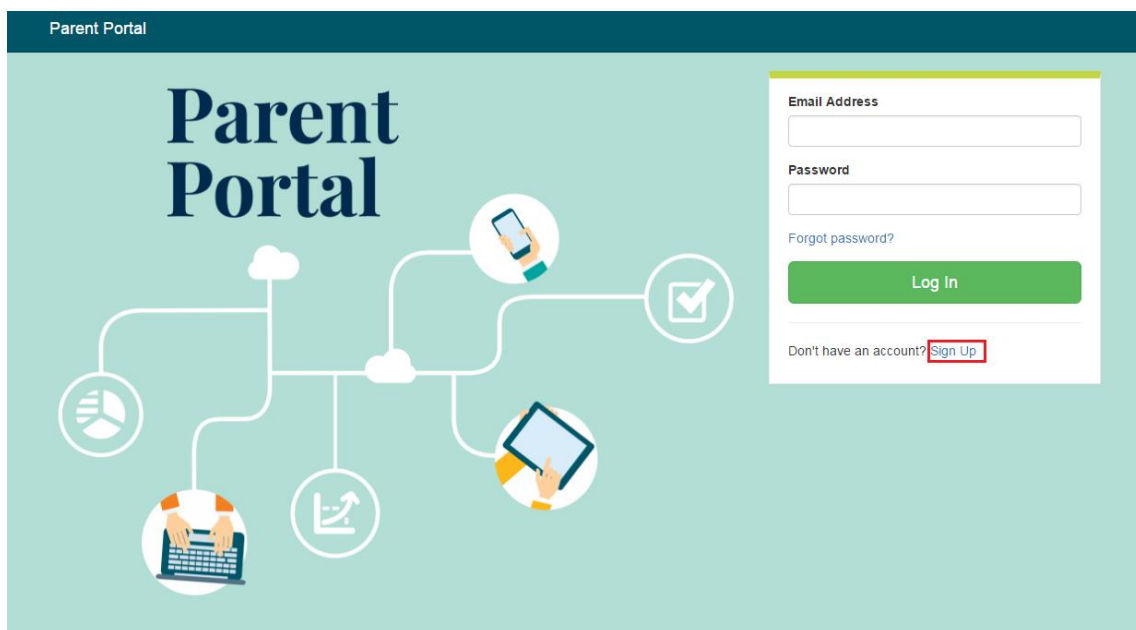 Parent Portal
Parent
Portal
Email Address
Password
Forgot password?
Log In
Don't have an account? Sign Up